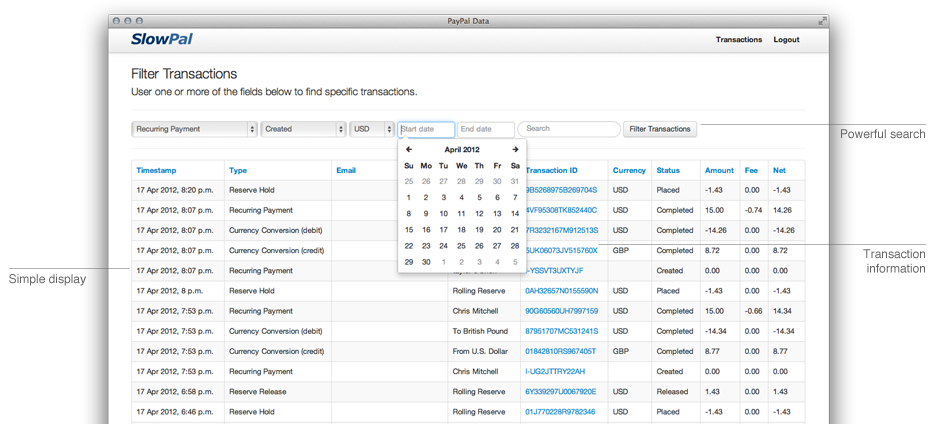 PayPal Data
SlowPal
Transactions Logout
Filter Transactions
User one or more of the fields below to find specific transactions.
Recurring Payment Created USD Start date End date Search Filter Transactions
Powerful search
April 2012
Su Mo Tu We Th Fr Sa
25 26 27 28 29 30 31
1 2 3 4 5 6 7
8 9 10 11 12 13 14
15 16 17 18 19 20 21
22 23 24 25 26 27 28
29 30 1 2 3 4 5
Timestamp Type Email Transaction ID Currency Status Amount Fee Net
17 Apr 2012, 8:20 p.m. Reserve Hold 9B5268975B269704S USD Placed -1.43 0.00 -1.43
17 Apr 2012, 8:07 p.m. Recurring Payment 4VF95308TK852440C USD Completed 15.00 -0.74 14.26
17 Apr 2012, 8:07 p.m. Currency Conversion (debit) 7R3232167M912513S USD Completed -14.26 0.00 -14.26
17 Apr 2012, 8:07 p.m. Currency Conversion (credit) 5UK06073JV515760X GBP Completed 8.72 0.00 8.72
17 Apr 2012, 8:07 p.m. Recurring Payment I-YSSVT3UXTYJF Created 0.00 0.00 0.00
17 Apr 2012, 8 p.m. Reserve Hold Rolling Reserve 0AH32657N0155590N USD Placed -1.43 0.00 -1.43
17 Apr 2012, 7:53 p.m. Recurring Payment Chris Mitchell 90G60560UH7997159 USD Completed 15.00 -0.66 14.34
17 Apr 2012, 7:53 p.m. Currency Conversion (debit) To British Pound 87951707MC531241S USD Completed -14.34 0.00 -14.34
17 Apr 2012, 7:53 p.m. Currency Conversion (credit) From U.S. Dollar 01842810RS967405T GBP Completed 8.77 0.00 8.77
17 Apr 2012, 7:53 p.m. Recurring Payment Chris Mitchell I-UG2JTTRY22AH Created 0.00 0.00 0.00
17 Apr 2012, 6:58 p.m. Reserve Release Rolling Reserve 6Y339297U0067920E USD Released 1.43 0.00 1.43
17 Apr 2012, 6:46 p.m. Reserve Hold Rolling Reserve 01J770228R9782346 USD Placed -1.43 0.00 -1.43
Transaction
information
Simple display